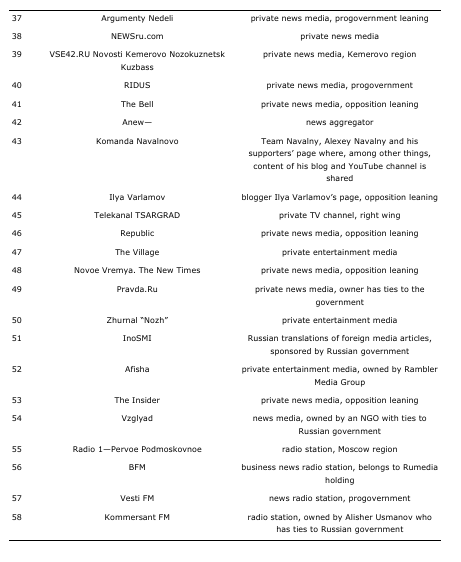 37 Argumenty Nedeli private news media, progovernment leaning
38 NEWSru.com private news media
39 VSE42.RU Novosti Kemerovo Nozokuznetsk private news media, Kemerovo region
Kuzbass
40 RIDUS private news media, progovernment
41 The Bell private news media, opposition leaning
42 Anew— news aggregator
43 Komanda Navalnovo Team Navalny, Alexey Navalny and his
supporters’ page where, among other things,
content of his blog and YouTube channel is
shared
44 Ilya Varlamov blogger Ilya Varlamov’s page, opposition leaning
45 Telekanal TSARGRAD private TV channel, right wing
46 Republic private news media, opposition leaning
47 The Village private entertainment media
48 Novoe Vremya. The New Times private news media, opposition leaning
49 Pravda.Ru private news media, owner has ties to the
government
50 Zhurnal “Nozh” private entertainment media
51 InoSMI Russian translations of foreign media articles,
sponsored by Russian government
52 Afisha private entertainment media, owned by Rambler
Media Group
53 The Insider private news media, opposition leaning
54 Vzglyad news media, owned by an NGO with ties to
Russian government
55 Radio 1—Pervoe Podmoskovnoe radio station, Moscow region
56 BFM business news radio station, belongs to Rumedia
holding
57 Vesti FM news radio station, progovernment
58 Kommersant FM radio station, owned by Alisher Usmanov who
has ties to Russian government